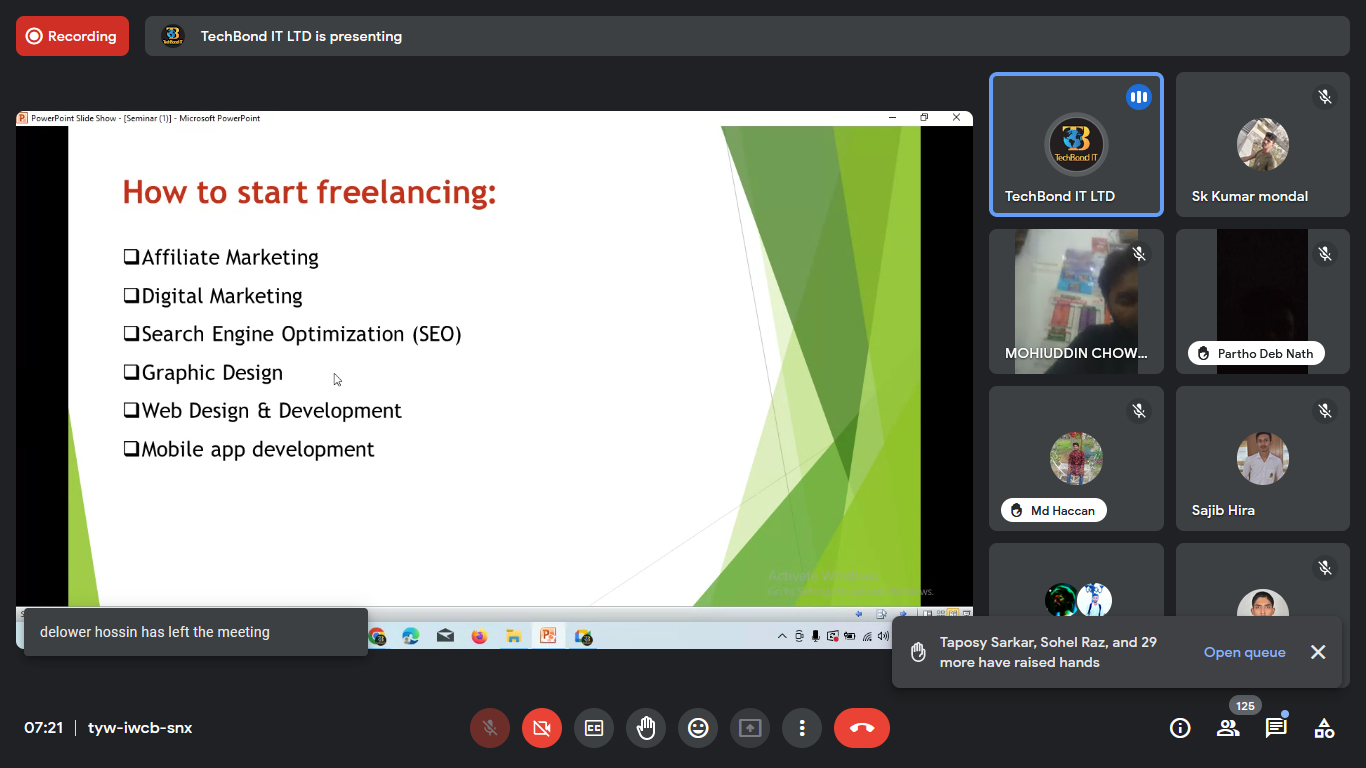 Recording
TechBond IT LTD is presenting
PowerPoint Slide Show - [Seminar (1)] - Microsoft PowerPoint
How to start freelancing:
Affiliate Marketing
Digital Marketing
Search Engine Optimization (SEO)
Graphic Design
Web Design & Development
Mobile app development
Activate Windows
TechBond IT
TechBond IT LTD
Sk Kumar mondal
MOHIUDDIN CHOW...
Partho Deb Nath
Md Haccan
Sajib Hira
delower hossin has left the meeting
Taposy Sarkar, Sohel Raz, and 29
more have raised hands
Open queue
07:21 | tyw-iwcb-snx
125